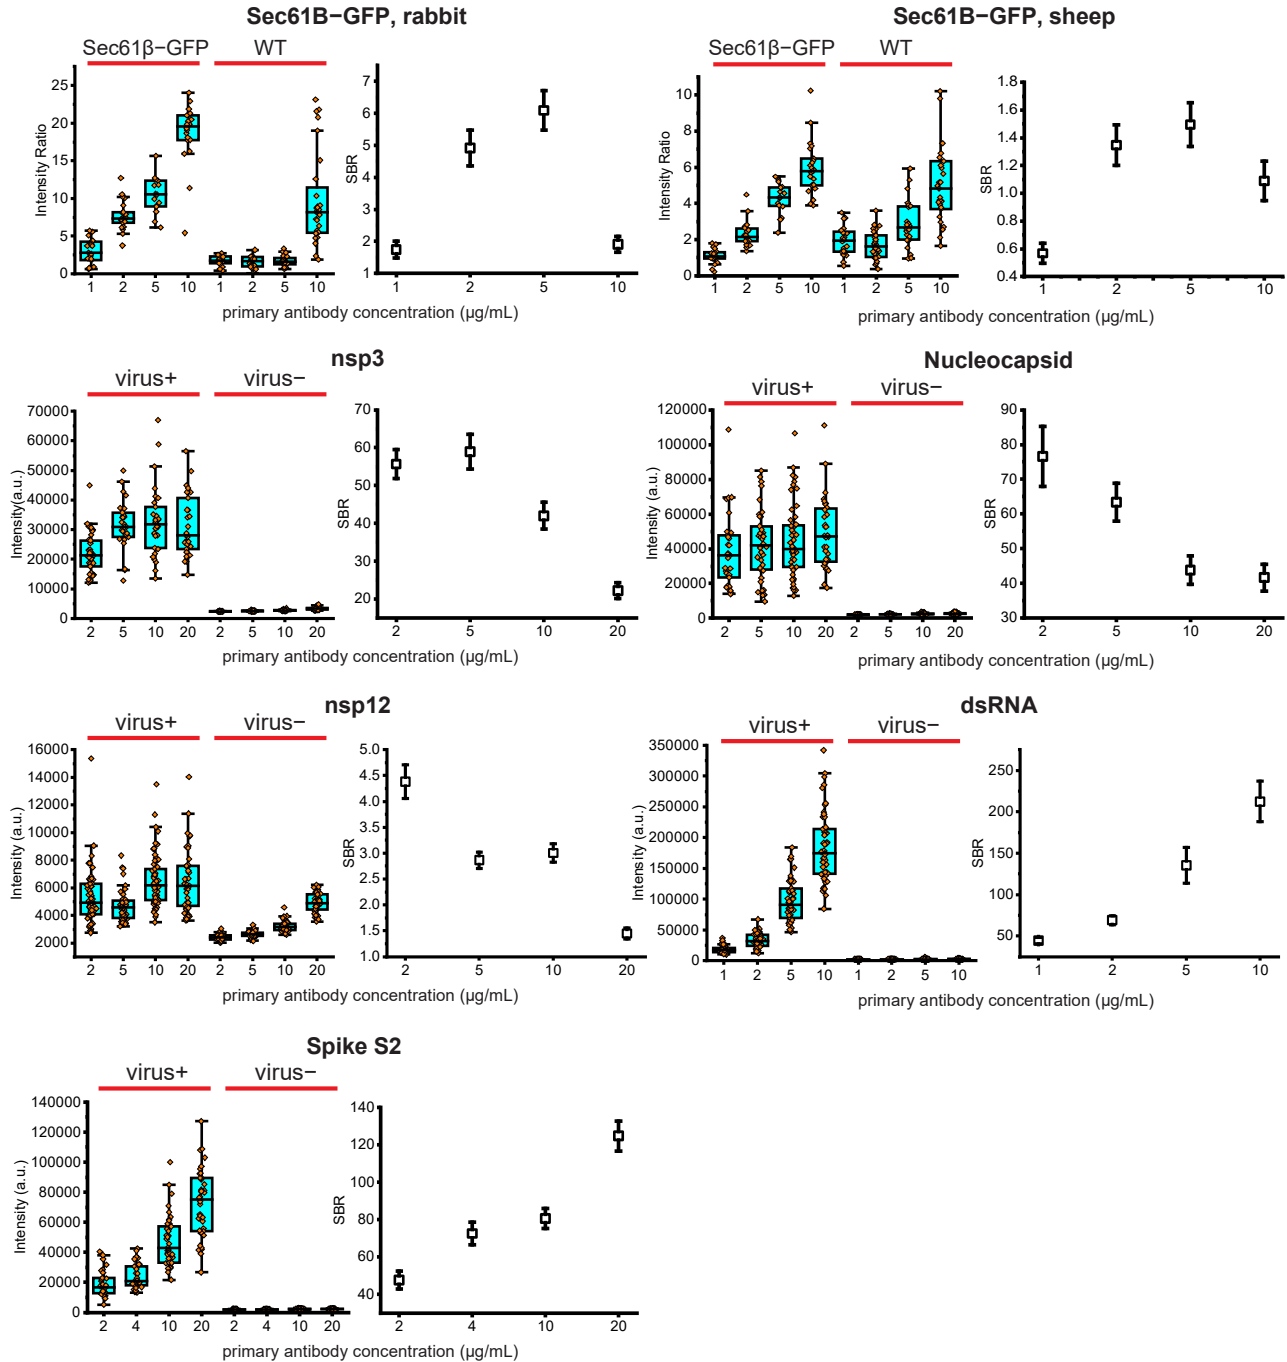 Sec61B−GFP, rabbit
Sec61β−GFP WT
Intensity Ratio
25
20
15
10
5
0
1 2 5 10 1 2 5 10
SBR
7
6
5
4
3
2
1
1 2 5 10
primary antibody concentration (µg/mL)
Sec61B−GFP, sheep
Sec61β−GFP WT
Intensity Ratio
10
8
6
4
2
0
1 2 5 10 1 2 5 10
SBR
1.8
1.6
1.4
1.2
1.0
0.8
0.6
0.4
1 2 5 10
primary antibody concentration (µg/mL)
nsp3
virus+ virus−
Intensity(a.u.)
70000
60000
50000
40000
30000
20000
10000
0
2 5 10 20 2 5 10 20
SBR
70
60
50
40
30
20
2 5 10 20
primary antibody concentration (µg/mL)
Nucleocapsid
virus+ virus−
Intensity (a.u.)
120000
100000
80000
60000
40000
20000
0
2 5 10 20 2 5 10 20
SBR
90
80
70
60
50
40
30
2 5 10 20
primary antibody concentration (µg/mL)
nsp12
virus+ virus−
Intensity (a.u.)
16000
14000
12000
10000
8000
6000
4000
2000
2 5 10 20 2 5 10 20
SBR
5.0
4.5
4.0
3.5
3.0
2.5
2.0
1.5
1.0
2 5 10 20
primary antibody concentration (µg/mL)
dsRNA
virus+ virus−
Intensity (a.u.)
350000
300000
250000
200000
150000
100000
50000
0
1 2 5 10 1 2 5 10
SBR
250
200
150
100
50
1 2 5 10
primary antibody concentration (µg/mL)
Spike S2
virus+ virus−
Intensity (a.u.)
140000
120000
100000
80000
60000
40000
20000
0
2 4 10 20 2 4 10 20
SBR
140
120
100
80
60
40
2 4 10 20
primary antibody concentration (µg/mL)